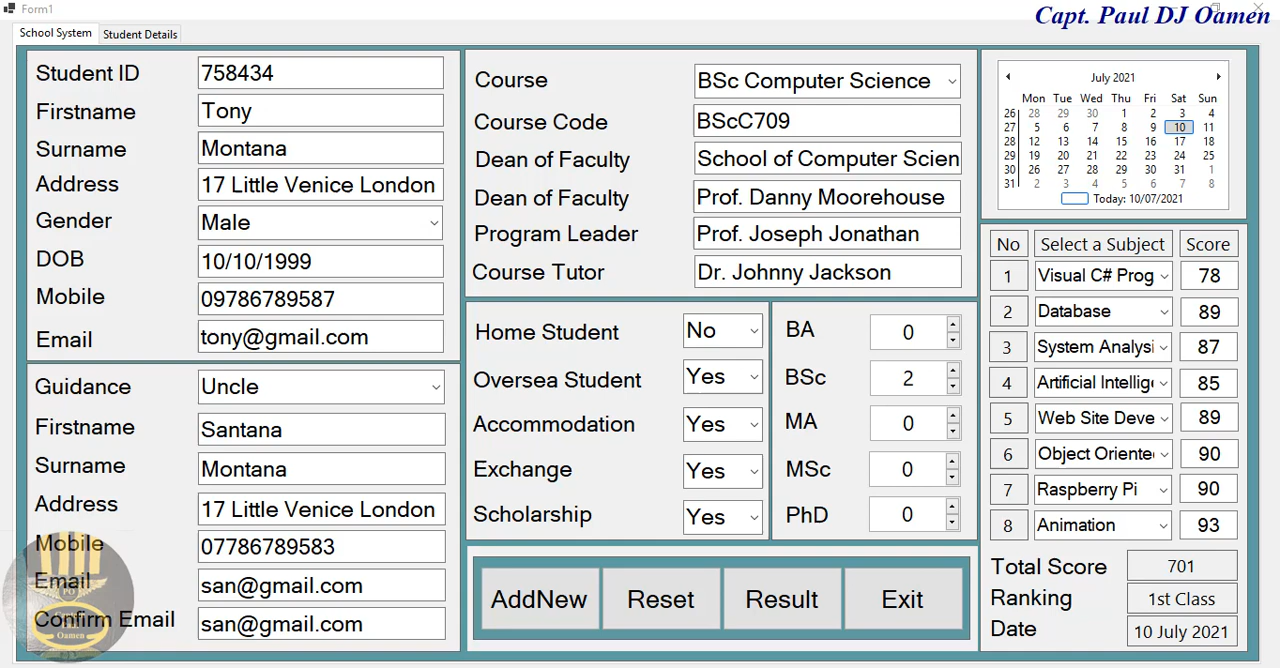 Form1
Capt. Paul DJ Oamen
School System
Student Details
Student ID 758434
Firstname Tony
Surname Montana
Address 17 Little Venice London
Gender Male
DOB 10/10/1999
Mobile 09786789587
Email tony@gmail.com
Guidance Uncle
Firstname Santana
Surname Montana
Address 17 Little Venice London
Mobile 07786789583
Email san@gmail.com
Confirm Email san@gmail.com
Course BSc Computer Science
Course Code BScC709
Dean of Faculty School of Computer Scien
Dean of Faculty Prof. Danny Moorehouse
Program Leader Prof. Joseph Jonathan
Course Tutor Dr. Johnny Jackson
Home Student No
Oversea Student Yes
Accommodation Yes
Exchange Yes
Scholarship Yes
BA 0
BSc 2
MA 0
MSc 0
PhD 0
AddNew Reset Result Exit
July 2021
Mon Tue Wed Thu Fri Sat Sun
26 28 29 30 1 2 3 4
27 5 6 7 8 9 10 11
28 12 13 14 15 16 17 18
29 19 20 21 22 23 24 25
30 26 27 28 29 30 31 1
31 2 3 4 5 6 7 8
Today: 10/07/2021
No Select a Subject Score
1 Visual C# Prog 78
2 Database 89
3 System Analysi 87
4 Artificial Intellige 85
5 Web Site Deve 89
6 Object Oriente 90
7 Raspberry Pi 90
8 Animation 93
Total Score 701
Ranking 1st Class
Date 10 July 2021
PO
Oamen